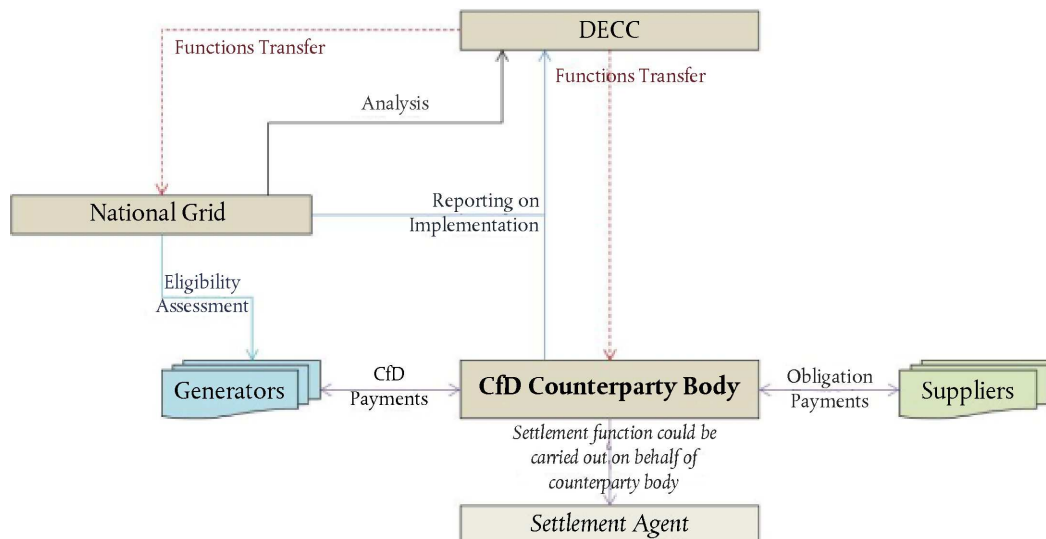 DECC
Functions Transfer
Functions Transfer
Analysis
National Grid
Reporting on
Implementation
Eligibility
Assessment
Generators
CfD
Payments
CfD Counterparty Body
Obligation
Payments
Suppliers
Settlement function could be
carried out on behalf of
counterparty body
Settlement Agent